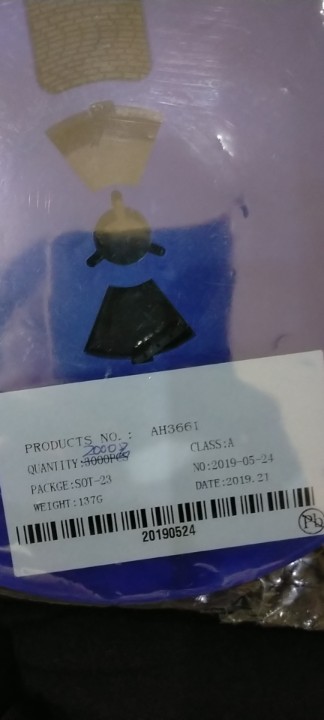 PRODUCTS NO.: AH3661
QUANTITY:3000PCS
CLASS:A
PACKGE:SOT-23
NO:2019-05-24
WEIGHT:137G
DATE:2019.21
20190524
Pb